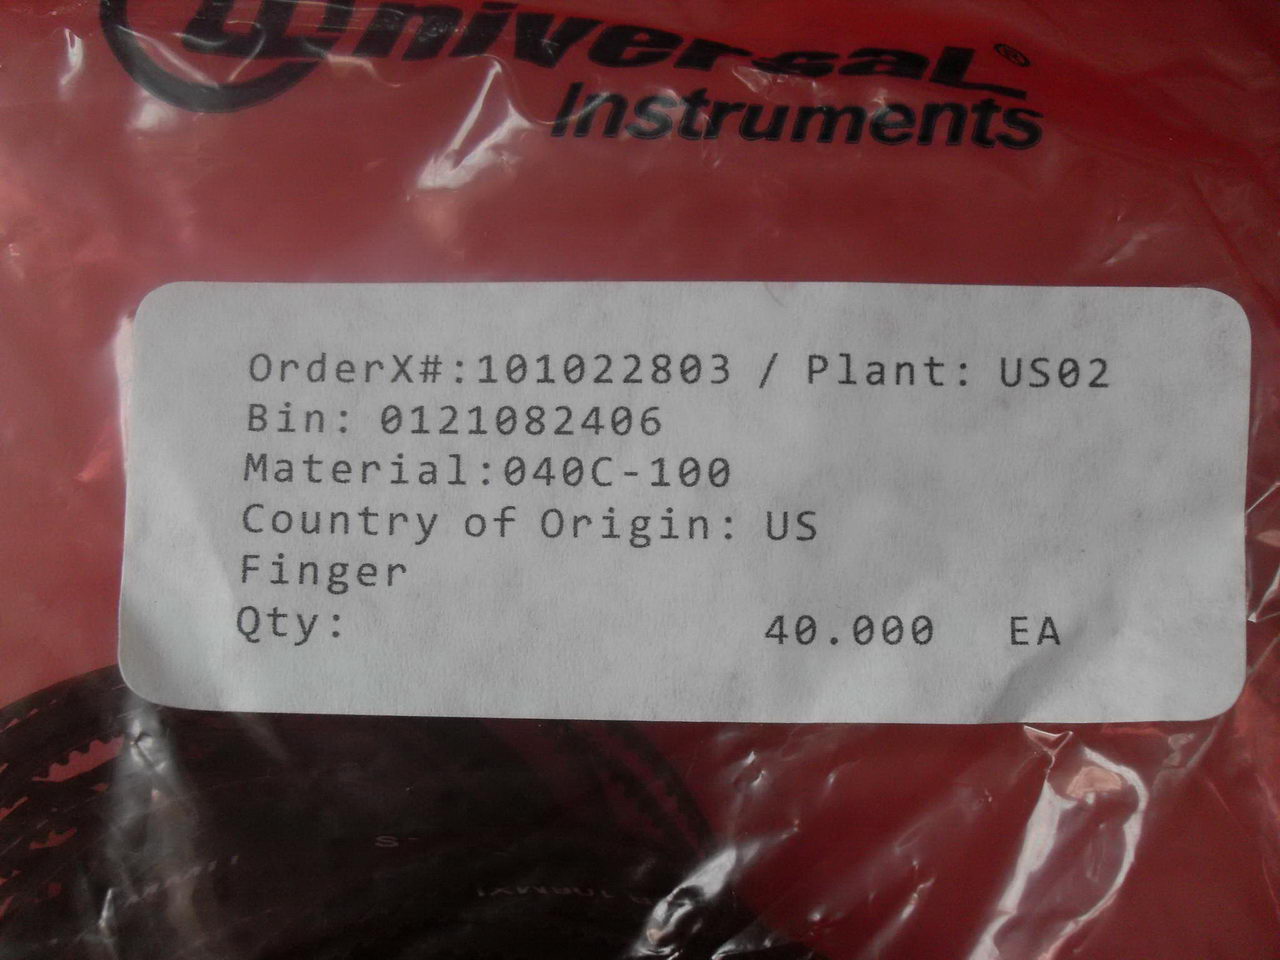 Universal®
Instruments
OrderX#:101022803 / Plant: US02
Bin: 0121082406
Material:040C-100
Country of Origin: US
Finger
Qty: 40.000 EA